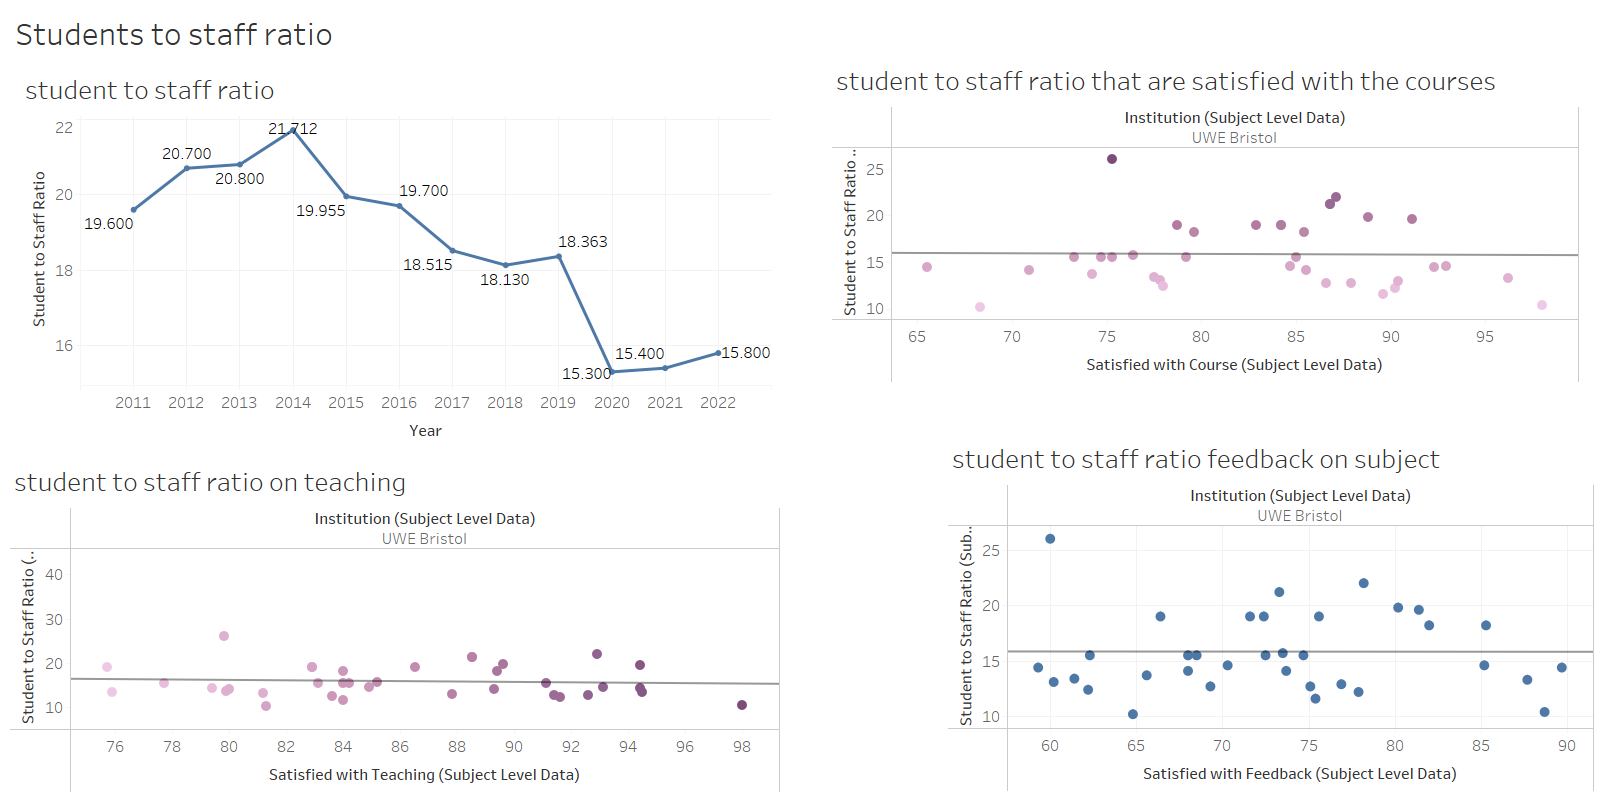 Students to staff ratio
student to staff ratio
22
20
18
16
Student to Staff Ratio
19.600
20.700
20.800
21.712
19.955
19.700
18.515
18.130
18.363
15.300
15.400
15.800
2011 2012 2013 2014 2015 2016 2017 2018 2019 2020 2021 2022
Year
student to staff ratio that are satisfied with the courses
Institution (Subject Level Data)
UWE Bristol
25
20
15
10
Student to Staff Ratio ..
65 70 75 80 85 90 95
Satisfied with Course (Subject Level Data)
student to staff ratio on teaching
Institution (Subject Level Data)
UWE Bristol
40
30
20
10
Student to Staff Ratio (..
76 78 80 82 84 86 88 90 92 94 96 98
Satisfied with Teaching (Subject Level Data)
student to staff ratio feedback on subject
Institution (Subject Level Data)
UWE Bristol
25
20
15
10
Student to Staff Ratio (Sub..
60 65 70 75 80 85 90
Satisfied with Feedback (Subject Level Data)